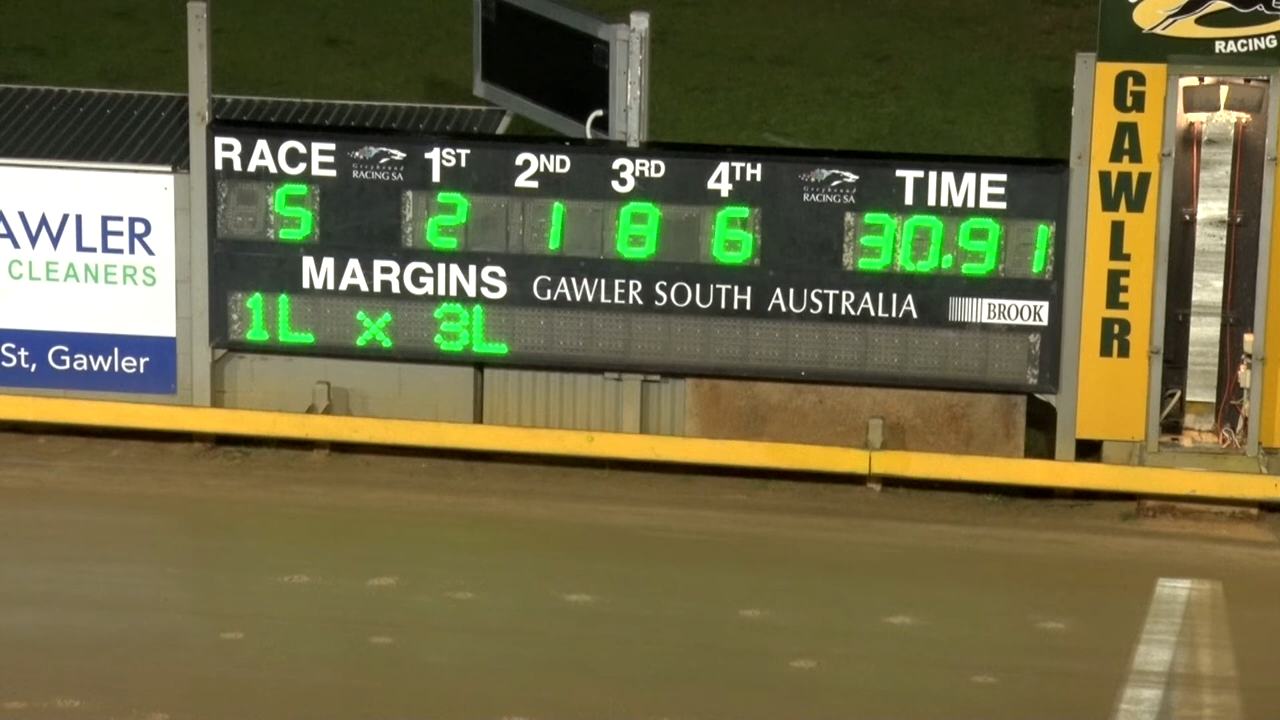 RACING
GAWLER
RACE Greyhound RACING SA 1ST 2ND 3RD 4TH Greyhound RACING SA TIME
5 2 1 8 6 30.91
MARGINS GAWLER SOUTH AUSTRALIA BROOK
1L x 3L
AWLER
CLEANERS
St, Gawler